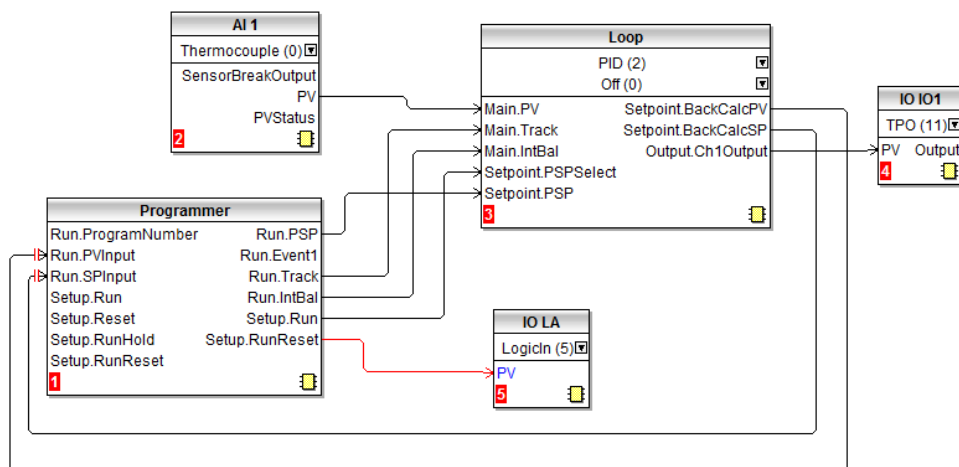 AI 1
Thermocouple (0)
SensorBreakOutput
PV
PVStatus
2
Loop
PID (2)
Off (0)
Main.PV Setpoint.BackCalcPV
Main.Track Setpoint.BackCalcSP
Main.IntBal Output.Ch1Output
Setpoint.PSPSelect
Setpoint.PSP
3
IO IO1
TPO (11)
PV Output
4
Programmer
Run.ProgramNumber Run.PSP
Run.PVInput Run.Event1
Run.SPInput Run.Track
Setup.Run Run.IntBal
Setup.Reset Setup.Run
Setup.RunHold Setup.RunReset
Setup.RunReset
1
IO LA
LogicIn (5)
PV
5